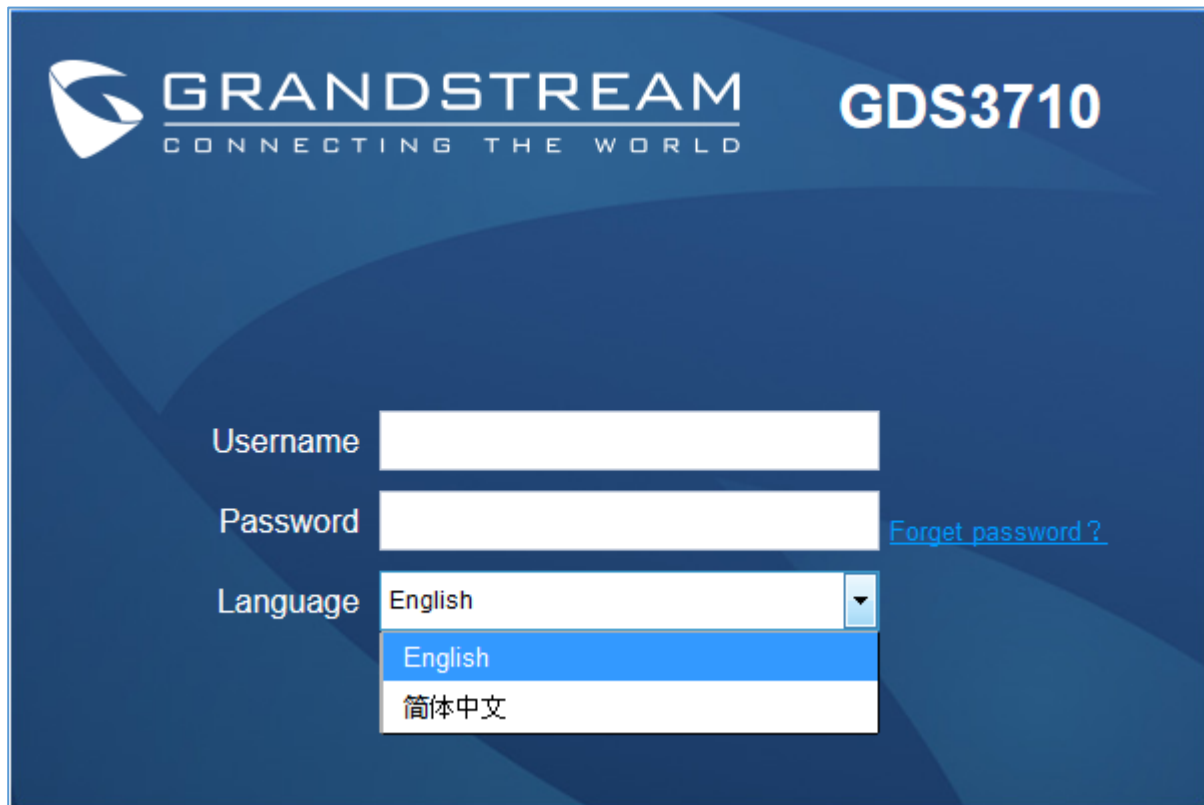 GRANDSTREAM GDS3710
CONNECTING THE WORLD
Username
Password
Forget password？
Language English
English
简体中文